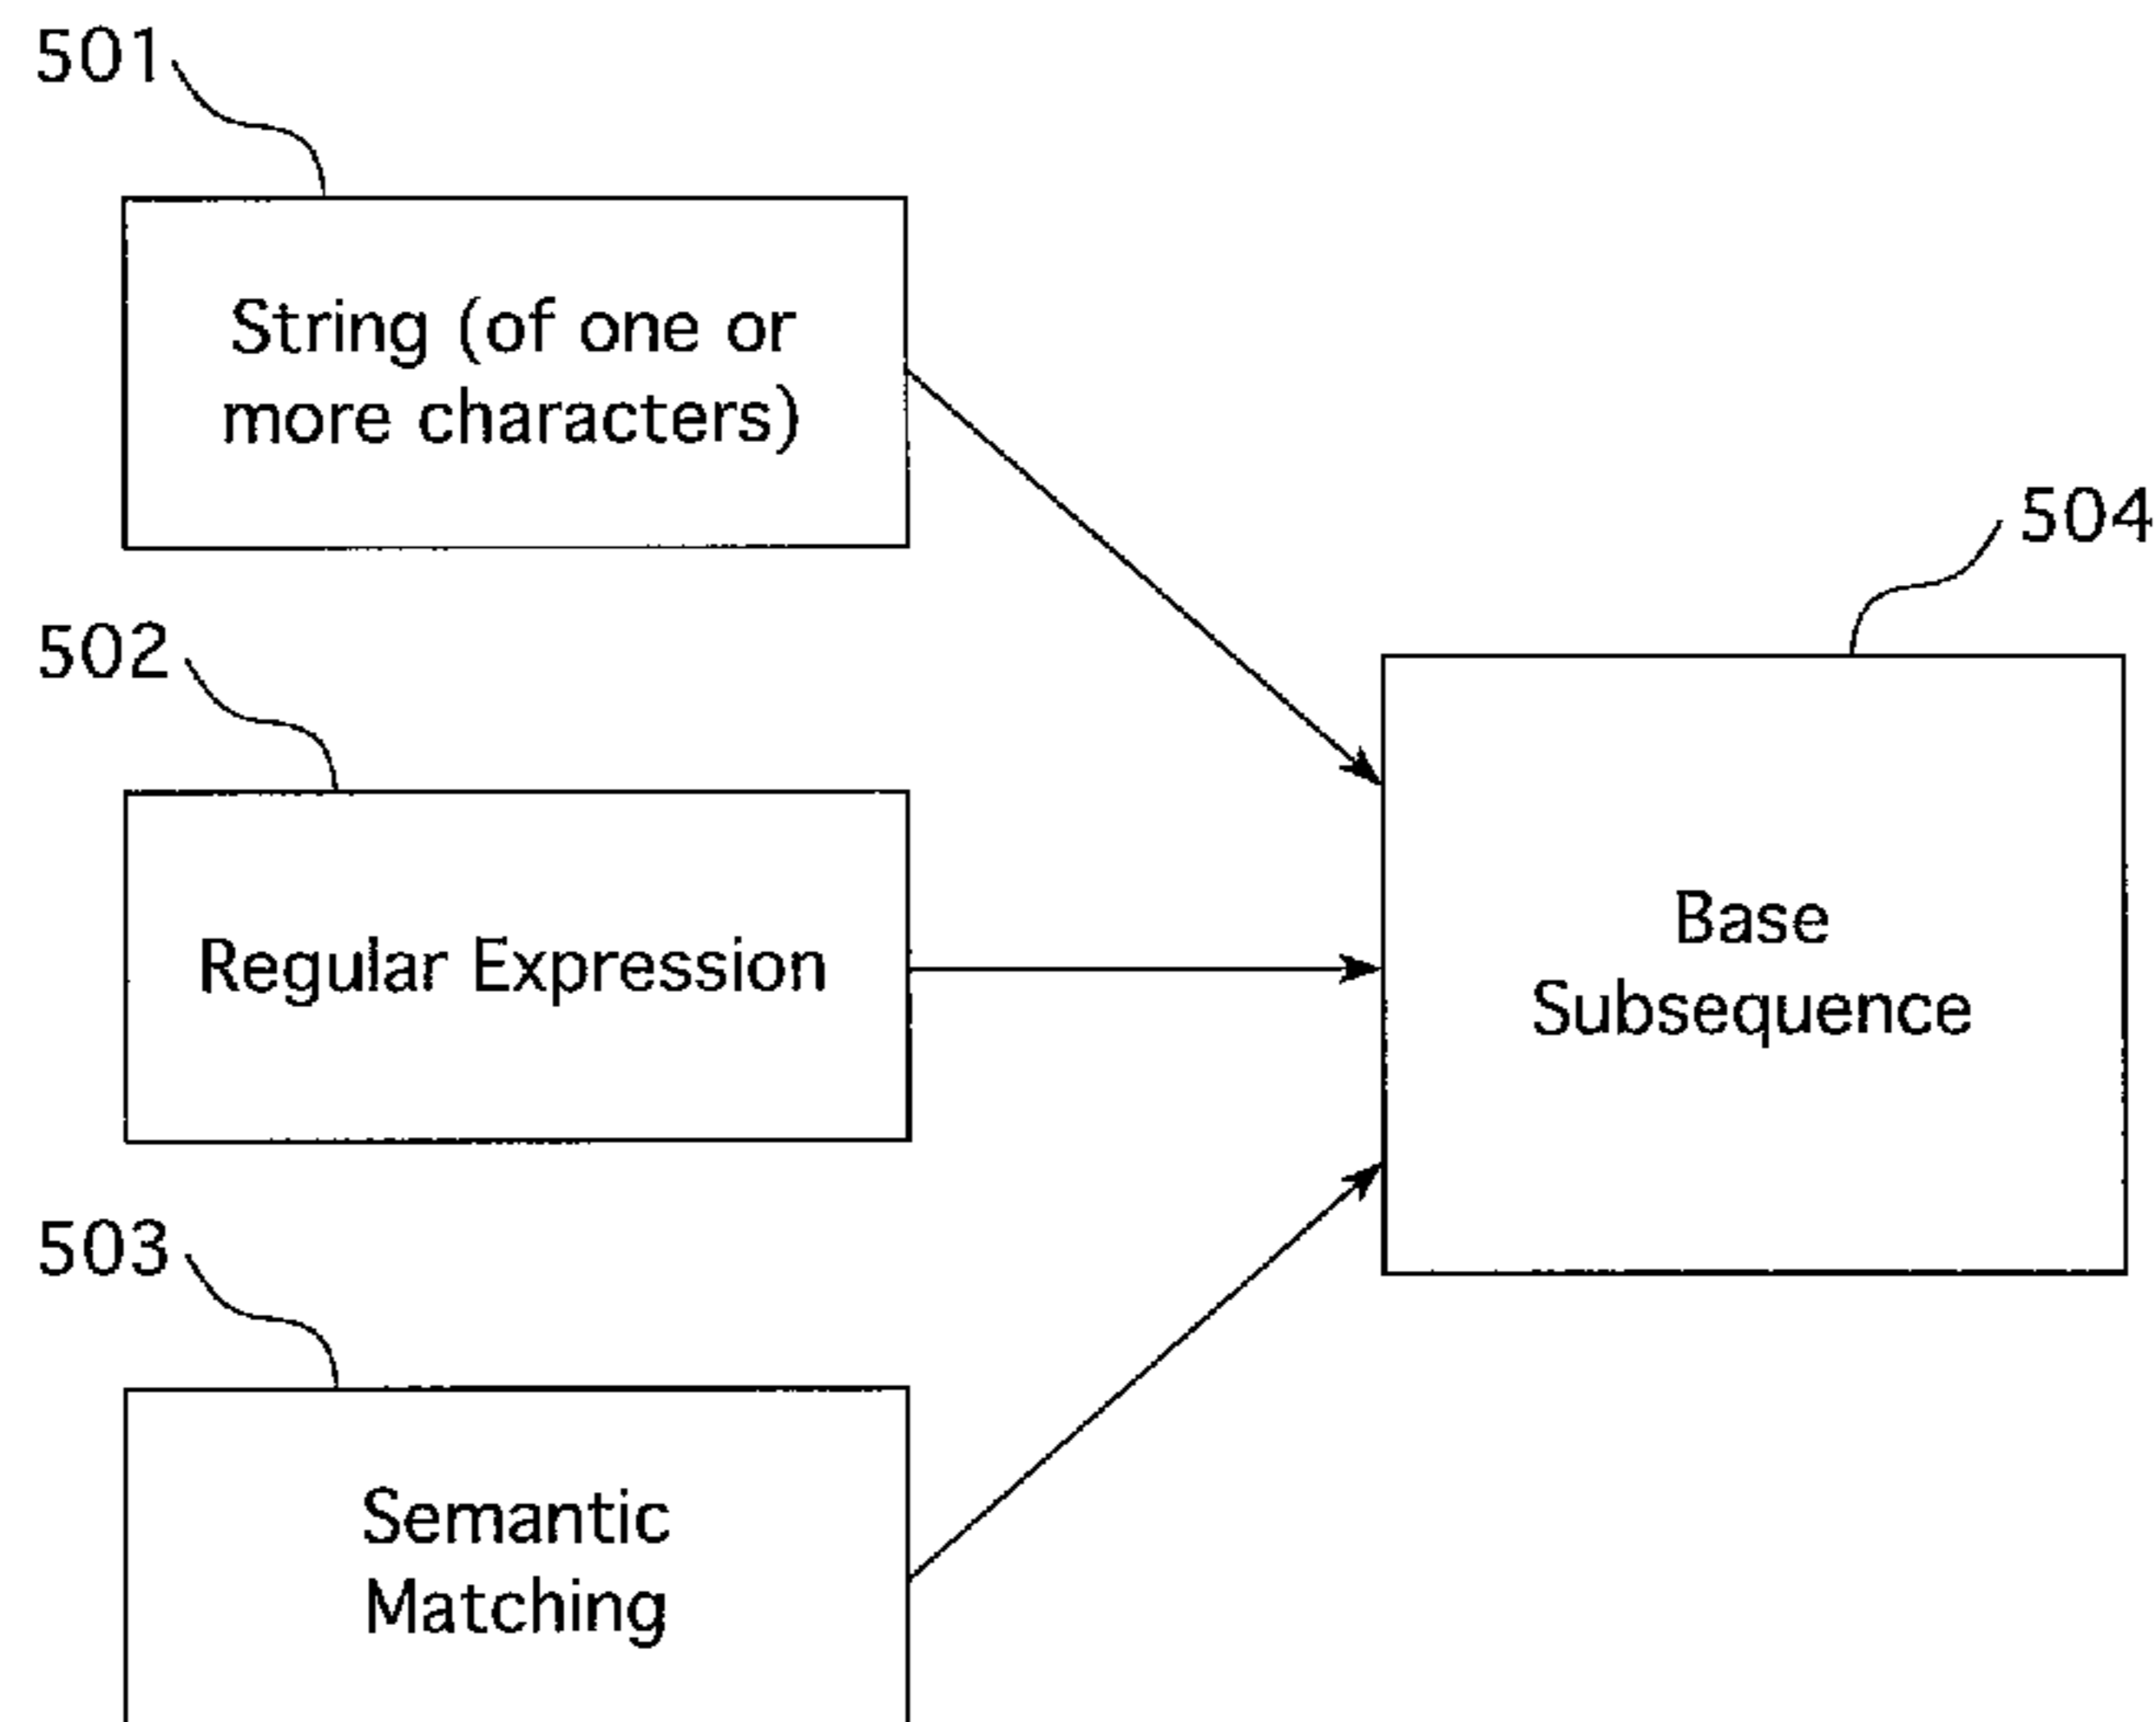 501
String (of one or
more characters)
504
502
Regular Expression
Base
Subsequence
503
Semantic
Matching